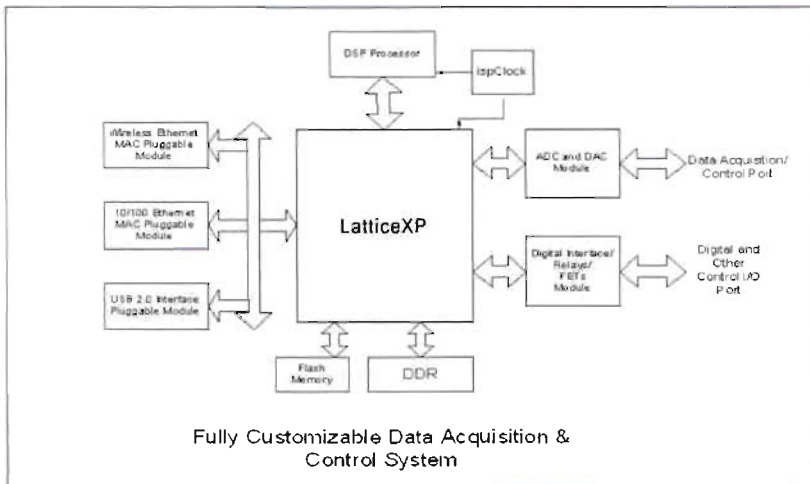 DSP Processor
ispClock
Wireless Ethernet
MAC Pluggable
Module
ADC and DAC
Module
Data Acquisition/
Control Port
10/100 Ethernet
MAC Pluggable
Module
LatticeXP
Digital Interface/
Relays/
FETs
Module
Digital and
Other
Control I/O
Port
USB 2.0 Interface
Pluggable Module
Flash
Memory
DDR
Fully Customizable Data Acquisition &
Control System